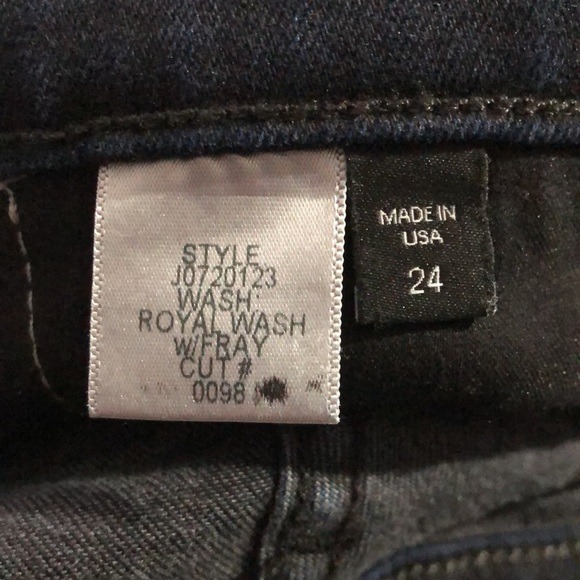 STYLE
J0720123
WASH:
ROYAL WASH
W/FRAY
CUT #
0098
MADE IN
USA
24